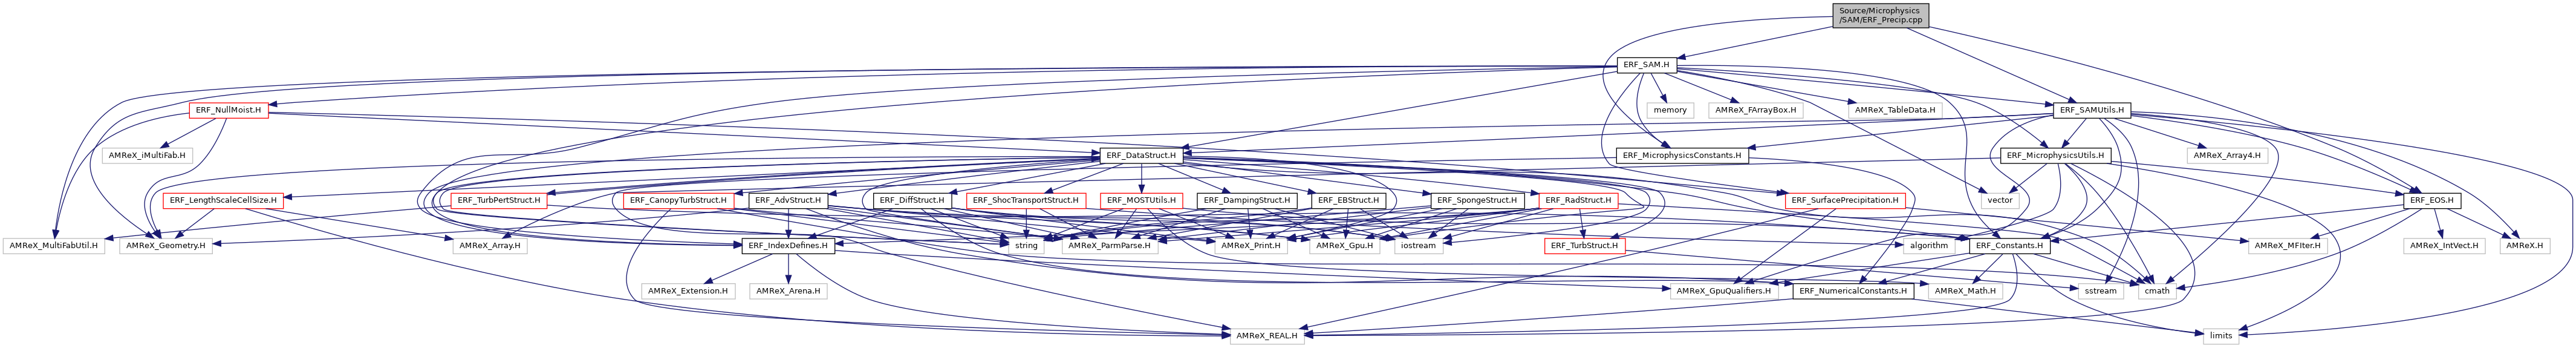 Source/Microphysics
/SAM/ERF_Precip.cpp
ERF_SAM.H
ERF_NullMoist.H
memory
AMReX_FArrayBox.H
AMReX_TableData.H
ERF_SAMUtils.H
AMReX_iMultiFab.H
ERF_DataStruct.H
ERF_MicrophysicsConstants.H
ERF_MicrophysicsUtils.H
AMReX_Array4.H
ERF_LengthScaleCellSize.H
ERF_TurbPertStruct.H
ERF_CanopyTurbStruct.H
ERF_AdvStruct.H
ERF_DiffStruct.H
ERF_ShocTransportStruct.H
ERF_MOSTUtils.H
ERF_DampingStruct.H
ERF_EBStruct.H
ERF_SpongeStruct.H
ERF_RadStruct.H
ERF_SurfacePrecipitation.H
vector
ERF_EOS.H
AMReX_MultiFabUtil.H
AMReX_Geometry.H
AMReX_Array.H
ERF_IndexDefines.H
string
AMReX_ParmParse.H
AMReX_Print.H
AMReX_Gpu.H
iostream
ERF_TurbStruct.H
algorithm
ERF_Constants.H
AMReX_MFIter.H
AMReX_IntVect.H
AMReX.H
AMReX_Extension.H
AMReX_Arena.H
AMReX_GpuQualifiers.H
ERF_NumericalConstants.H
AMReX_Math.H
sstream
cmath
AMReX_REAL.H
limits